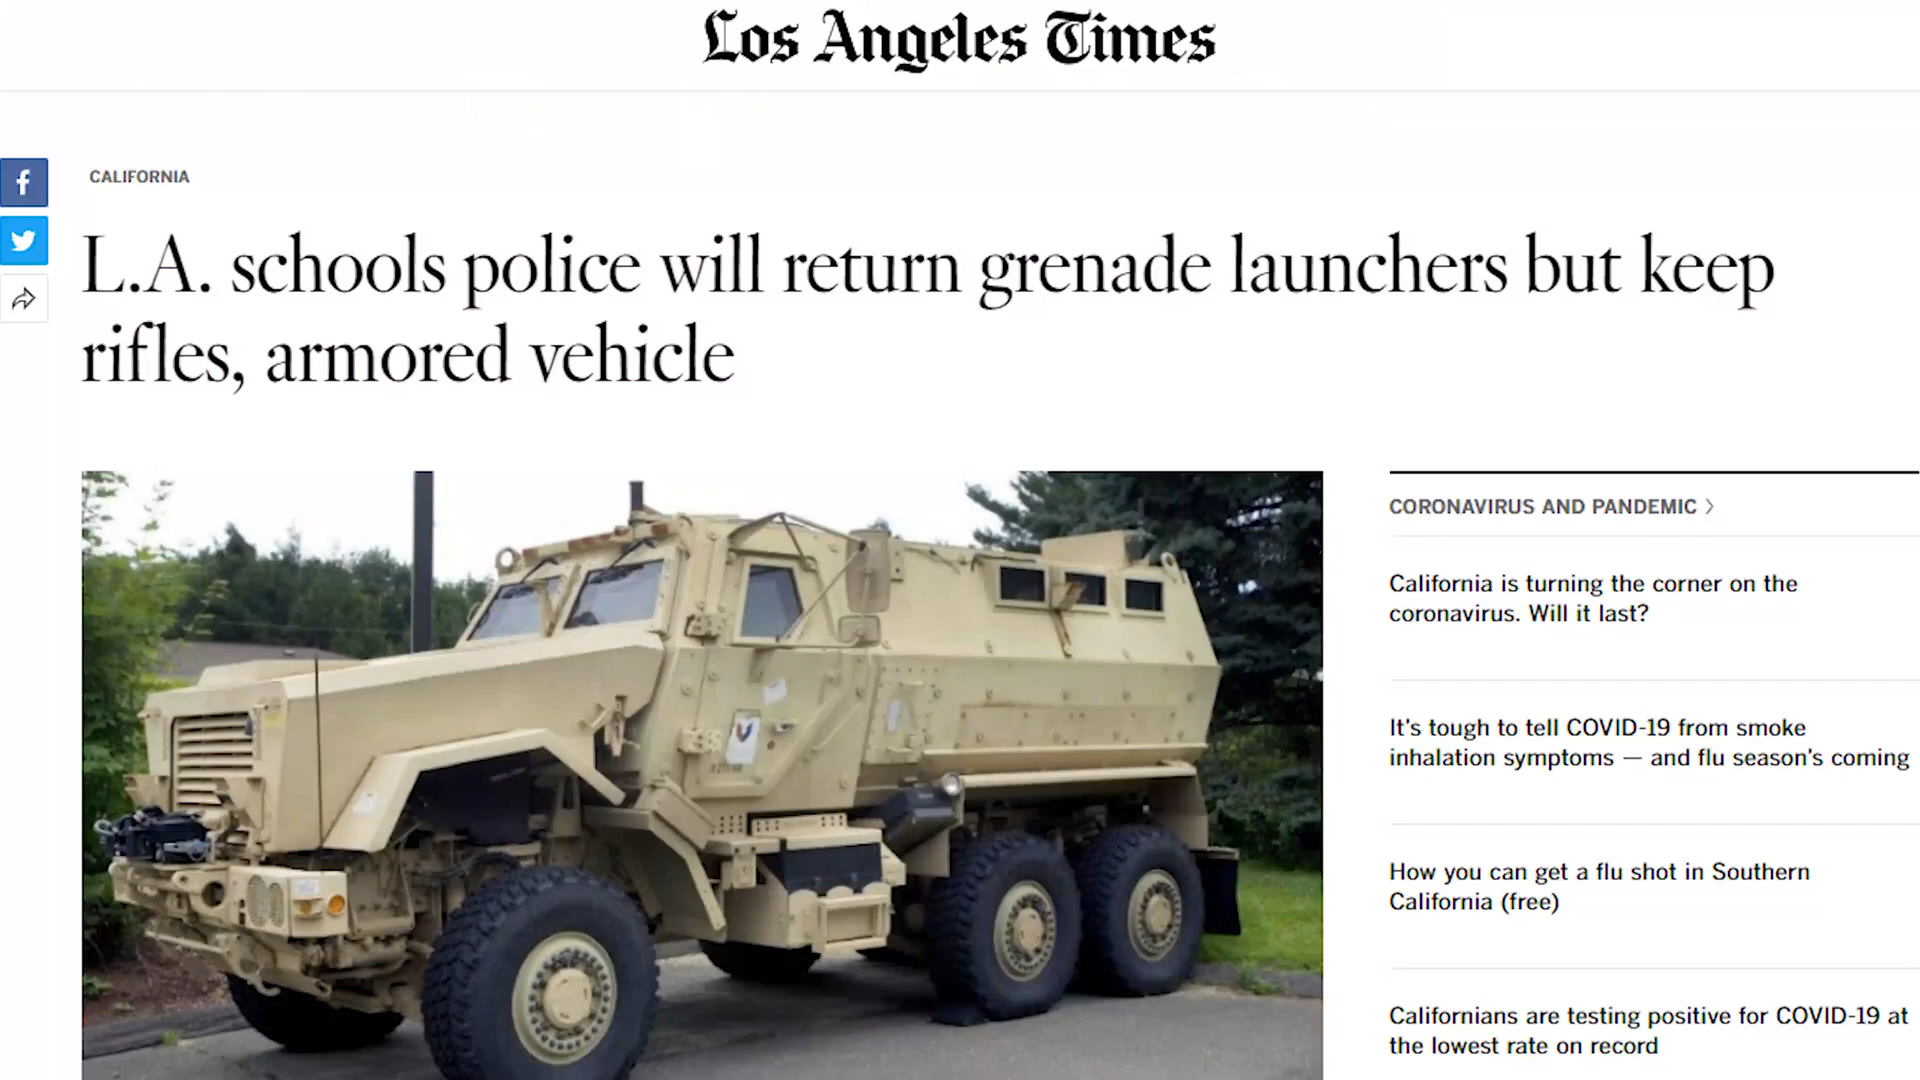 Los Angeles Times
CALIFORNIA
L.A. schools police will return grenade launchers but keep
rifles, armored vehicle
CORONAVIRUS AND PANDEMIC
California is turning the corner on the
coronavirus. Will it last?
It’s tough to tell COVID-19 from smoke
inhalation symptoms — and flu season’s coming
How you can get a flu shot in Southern
California (free)
Californians are testing positive for COVID-19 at
the lowest rate on record